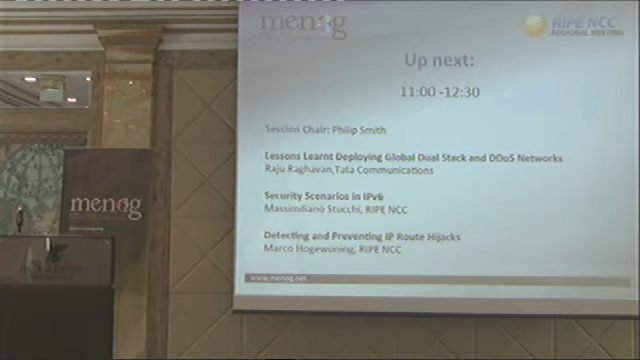 menog
RIPE NCC
REGIONAL MEETING
Up next:
11:00 -12:30
Session Chair: Philip Smith
Lessons Learnt Deploying Global Dual Stack and DDoS Networks
Raju Raghavan,Tata Communications
Security Scenarios in IPv6
Massimiliano Stucchi, RIPE NCC
Detecting and Preventing IP Route Hijacks
Marco Hogewoning, RIPE NCC
www.menog.net
menog